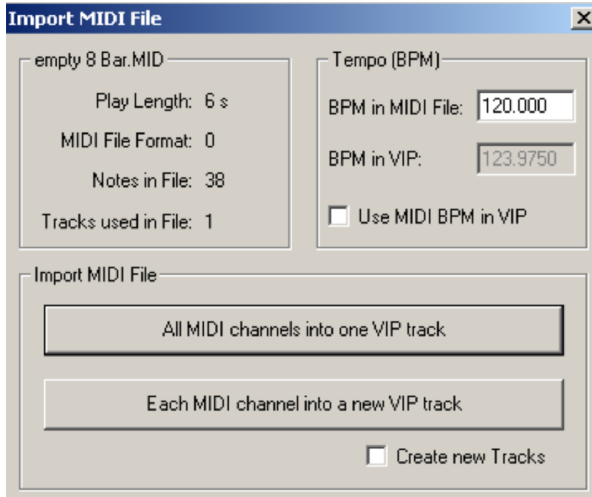 Import MIDI File
empty 8 Bar.MID
Play Length: 6 s
MIDI File Format: 0
Notes in File: 38
Tracks used in File: 1
Tempo (BPM)
BPM in MIDI File: 120.000
BPM in VIP: 123.9750
Use MIDI BPM in VIP
Import MIDI File
All MIDI channels into one VIP track
Each MIDI channel into a new VIP track
Create new Tracks